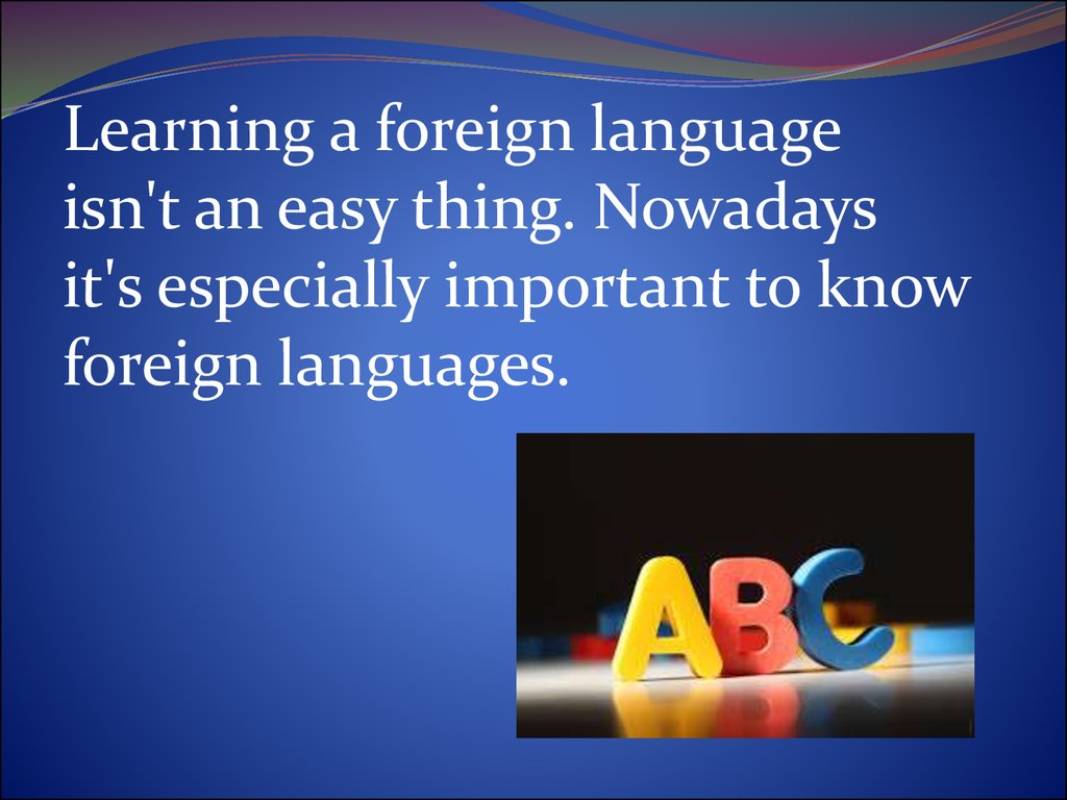 Learning a foreign language
isn't an easy thing. Nowadays
it's especially important to know
foreign languages.
ABC